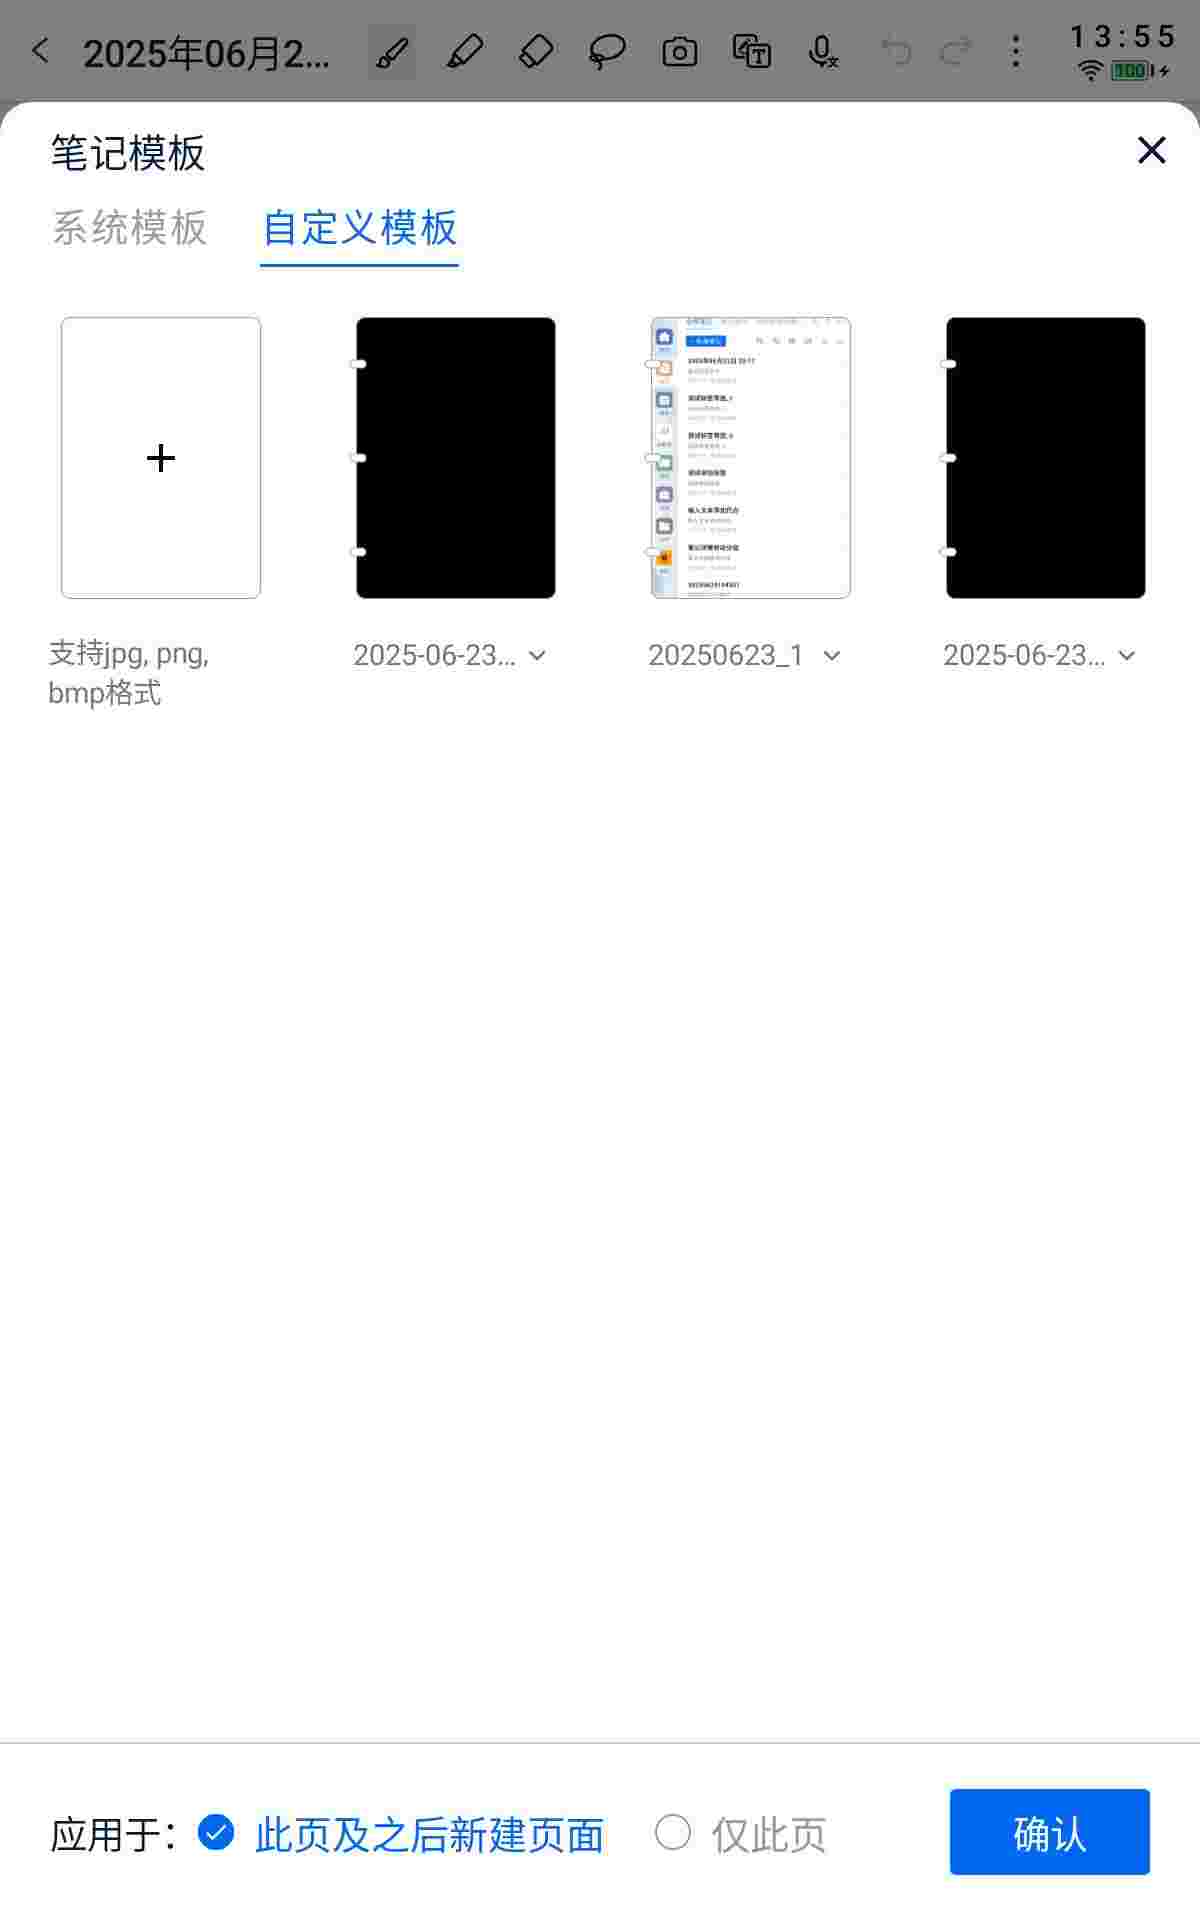 2025年06月2...
13:55
100
笔记模板
系统模板 自定义模板
支持jpg, png,
bmp格式
2025-06-23...
20250623_1
2025-06-23...
应用于： 此页及之后新建页面 仅此页 确认